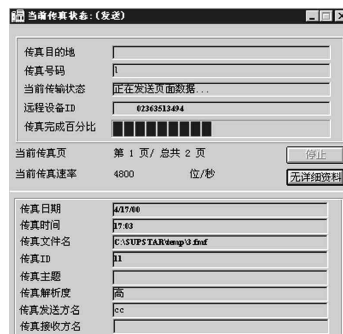 当前传真状态:(发送)
传真目的地
传真号码 1
当前传输状态 正在发送页面数据...
远程设备ID 02363513494
传真完成百分比
当前传真页 第 1 页/ 总共 2 页 停止
当前传真速率 4800 位/秒 无详细资料
传真日期 4/17/00
传真时间 17:03
传真文件名 C:\SUPSTAR\temp\3.fmf
传真ID 11
传真主题
传真解析度 高
传真发送方名 cc
传真接收方名